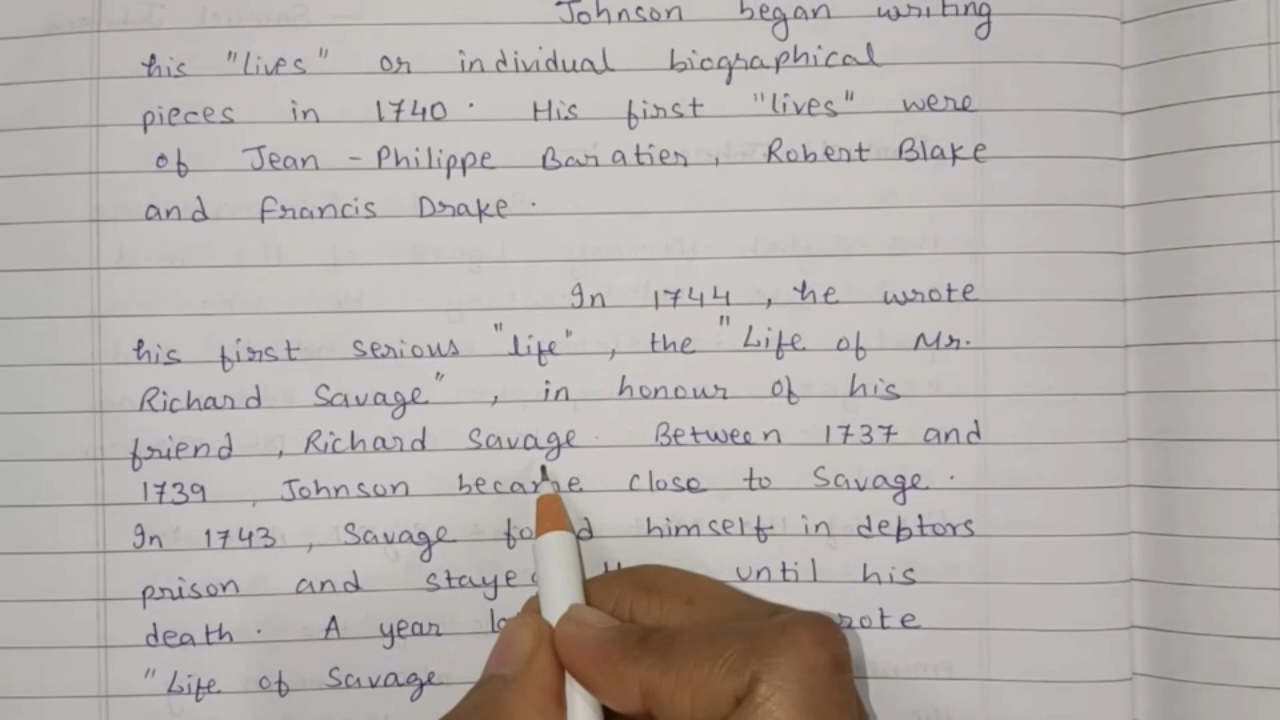 Johnson began writing
his "lives" or individual biographical
pieces in 1740. His first "lives" were
of Jean-Philippe Baratier, Robert Blake
and Francis Drake.
In 1744, he wrote
his first serious "life", the "Life of Mr.
Richard Savage", in honour of his
friend, Richard Savage. Between 1737 and
1739, Johnson became close to Savage.
In 1743, Savage himself in debtors
prison and until his
death. A year
"Life of Savage